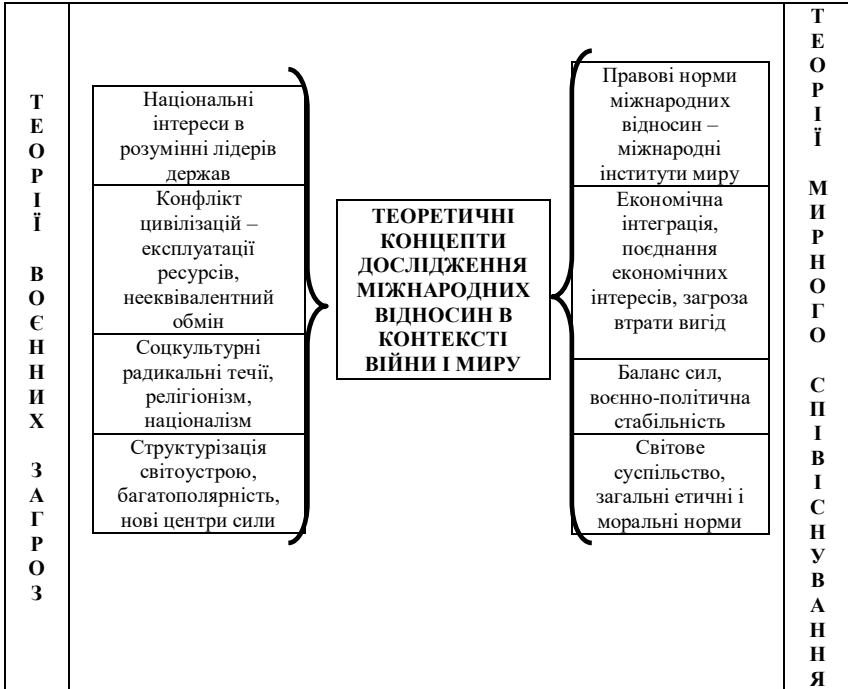 ТЕОРІЇ ВОЄННИХ ЗАГРОЗ
Національні
інтереси в
розумінні лідерів
держав
Конфлікт
цивілізацій –
експлуатації
ресурсів,
нееквівалентний
обмін
Соцкультурні
радикальні течії,
релігіонізм,
націоналізм
Структурізація
світоустрою,
багатополярність,
нові центри сили
ТЕОРЕТИЧНІ
КОНЦЕПТИ
ДОСЛІДЖЕННЯ
МІЖНАРОДНИХ
ВІДНОСИН В
КОНТЕКСТІ
ВІЙНИ І МИРУ
Правові норми
міжнародних
відносин –
міжнародні
інститути миру
Економічна
інтеграція,
поєднання
економічних
інтересів, загроза
втрати вигід
Баланс сил,
воєнно-політична
стабільність
Світове
суспільство,
загальні етичні і
моральні норми
ТЕОРІЇ МИРНОГО СПІВІСНУВАННЯ